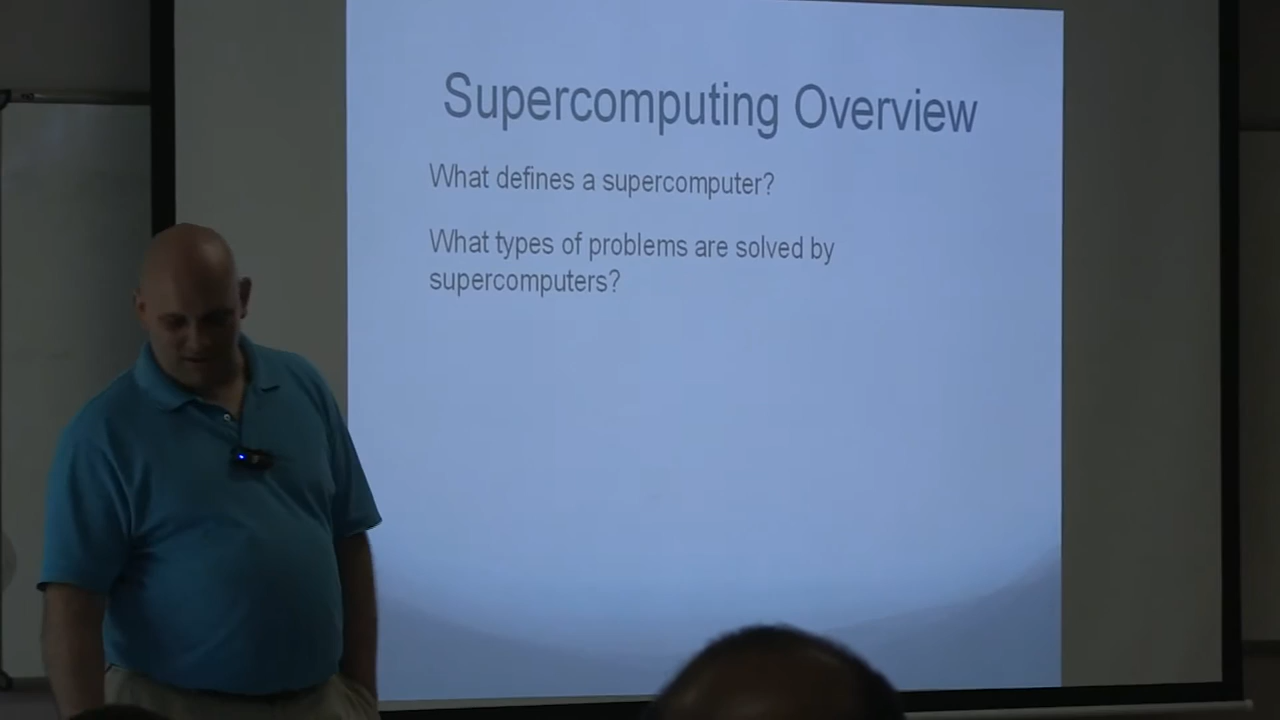 Supercomputing Overview
What defines a supercomputer?
What types of problems are solved by
supercomputers?